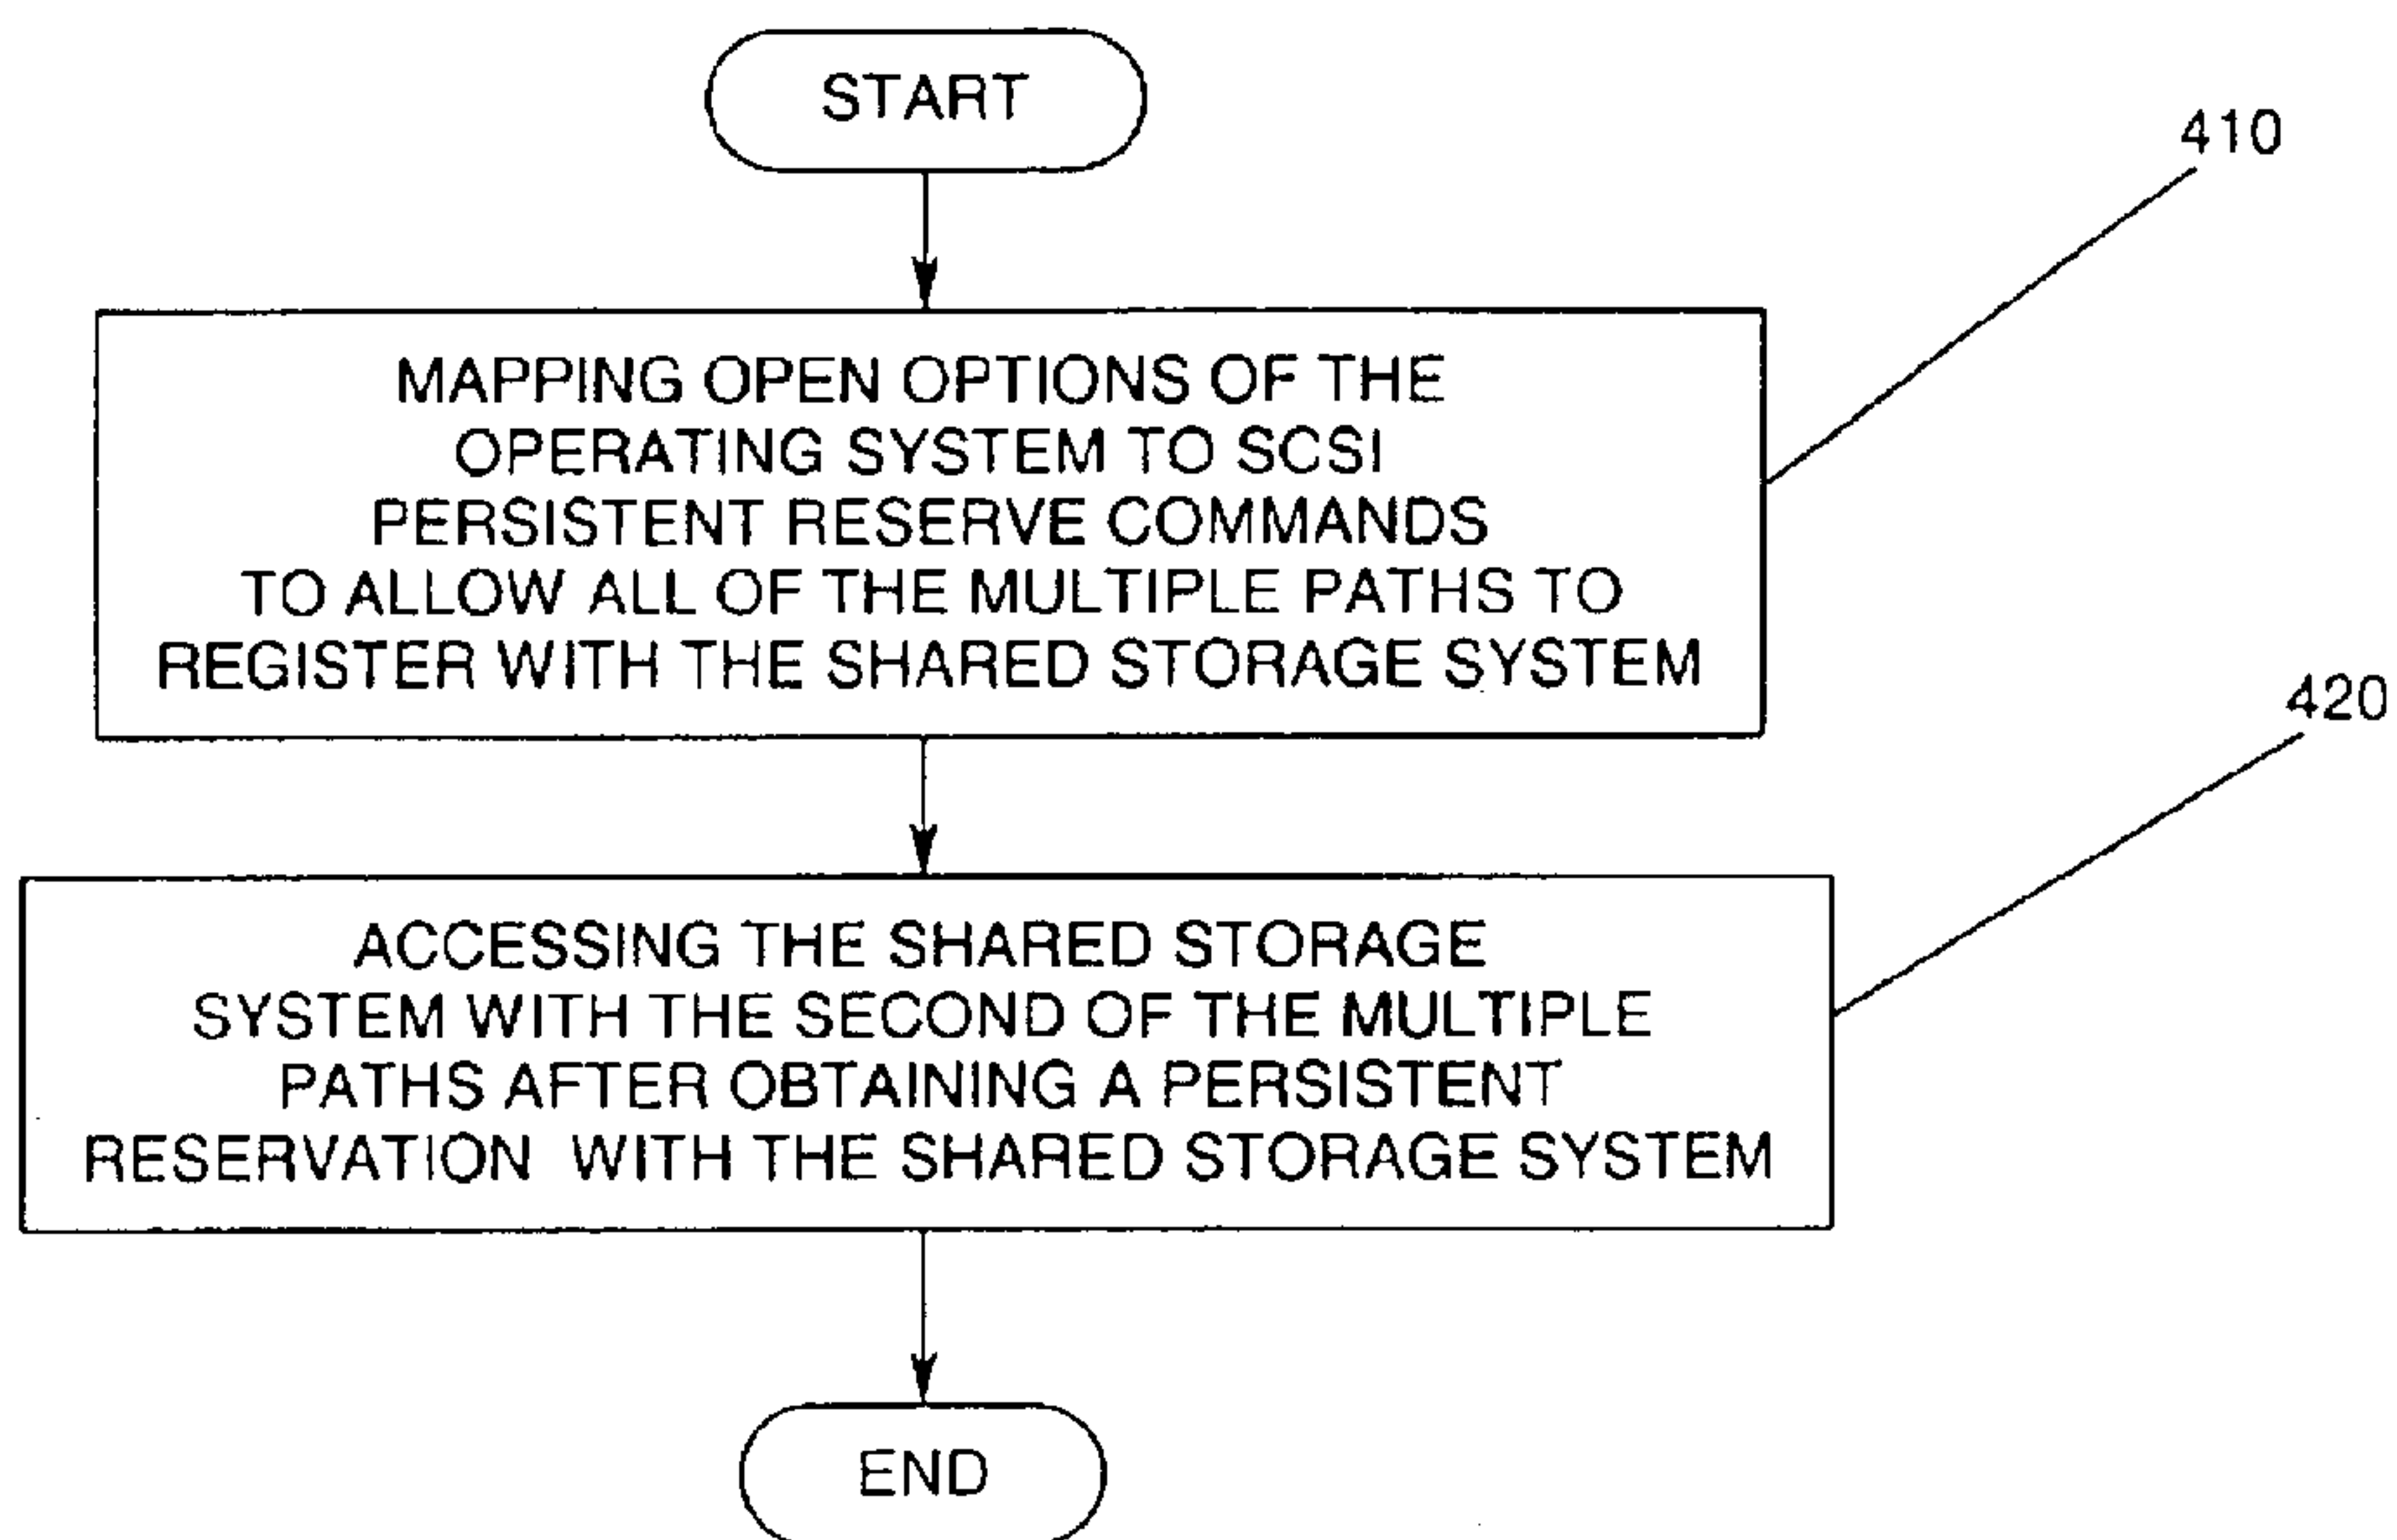 START
410
MAPPING OPEN OPTIONS OF THE
OPERATING SYSTEM TO SCSI
PERSISTENT RESERVE COMMANDS
TO ALLOW ALL OF THE MULTIPLE PATHS TO
REGISTER WITH THE SHARED STORAGE SYSTEM
420
ACCESSING THE SHARED STORAGE
SYSTEM WITH THE SECOND OF THE MULTIPLE
PATHS AFTER OBTAINING A PERSISTENT
RESERVATION WITH THE SHARED STORAGE SYSTEM
END